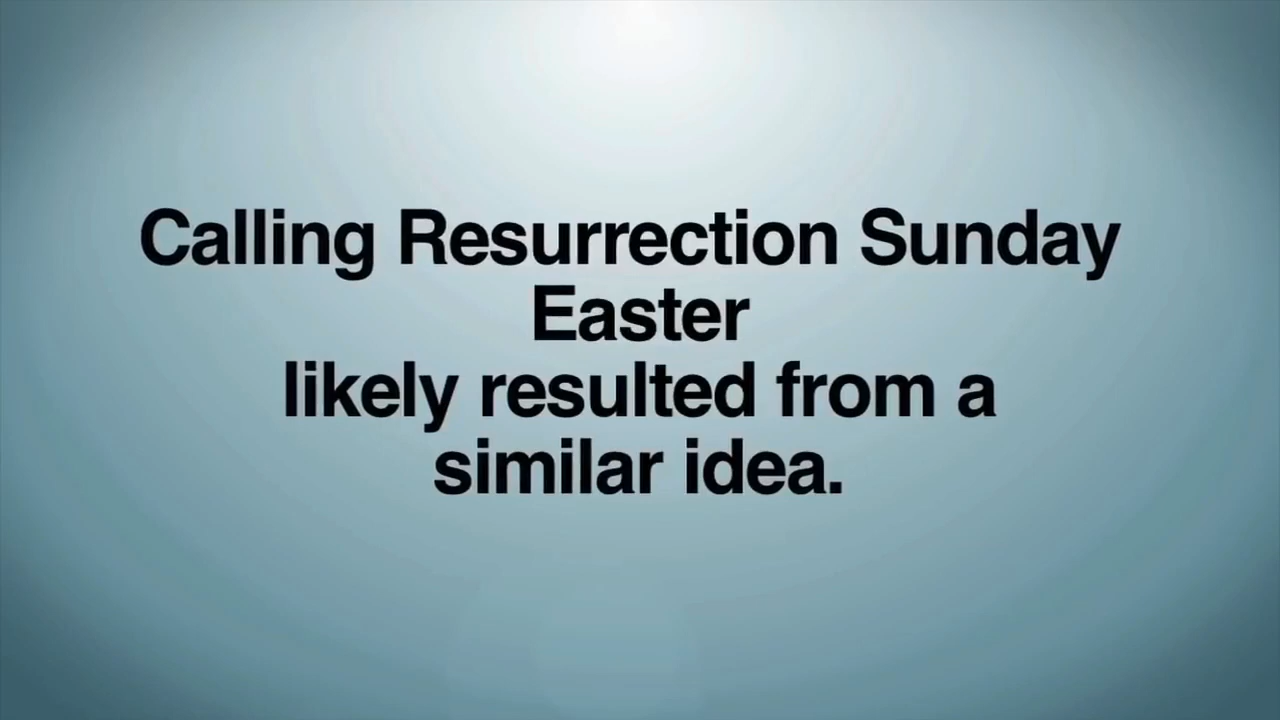 Calling Resurrection Sunday
Easter
likely resulted from a
similar idea.